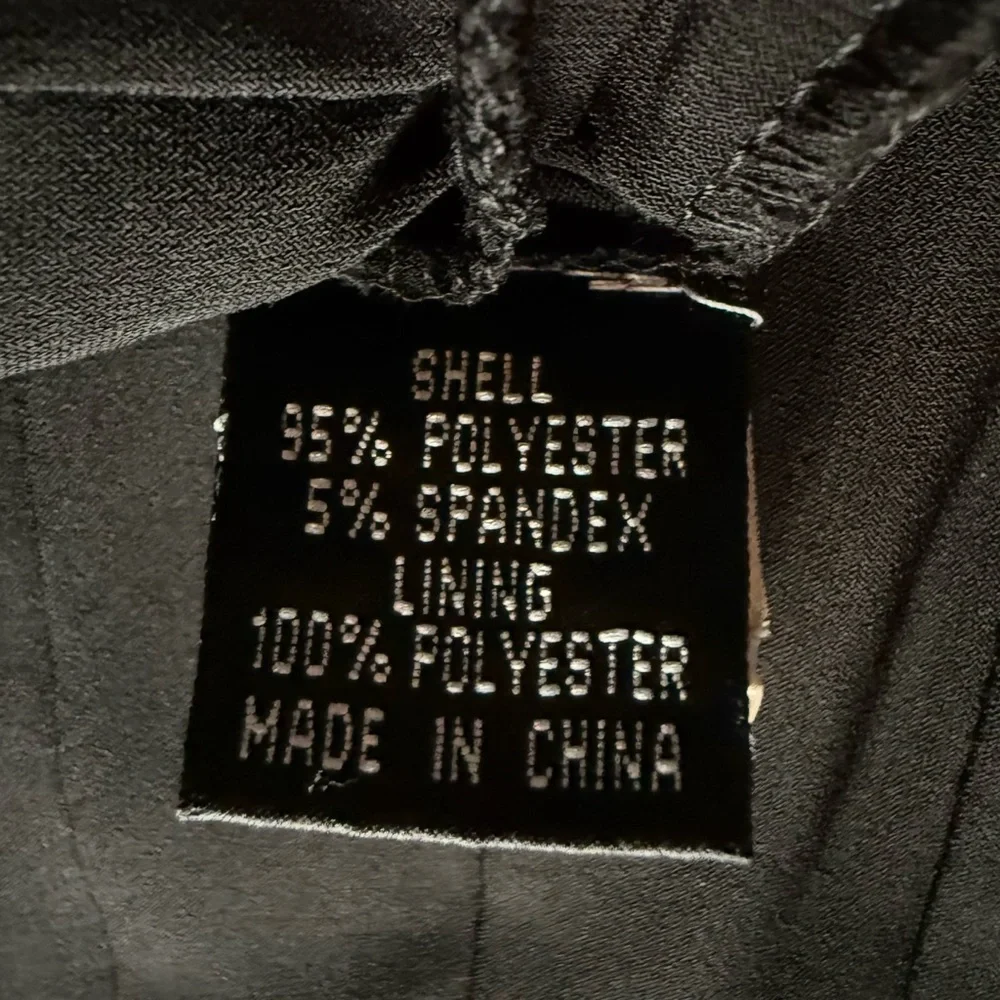 SHELL
95% POLYESTER
5% SPANDEX
LINING
100% POLYESTER
MADE IN CHINA